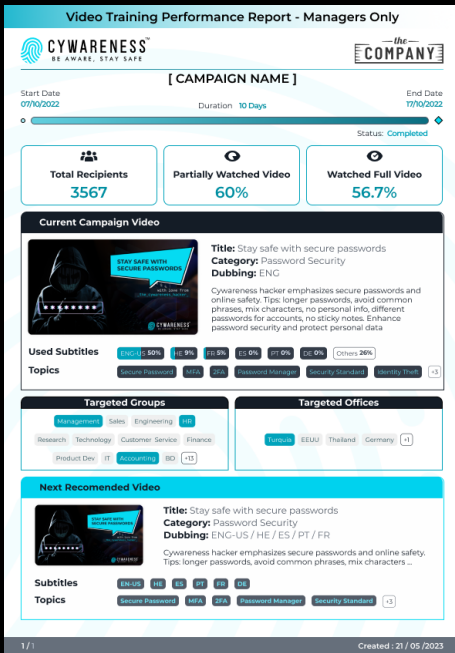 Video Training Performance Report - Managers Only
CYWARENESS™
BE AWARE, STAY SAFE
the
COMPANY
[ CAMPAIGN NAME ]
Start Date
07/10/2022
Duration 10 Days
End Date
17/10/2022
Status: Completed
Total Recipients
3567
Partially Watched Video
60%
Watched Full Video
56.7%
Current Campaign Video
STAY SAFE WITH
SECURE PASSWORDS
with love from
the cywareness hacker
CYWARENESS
Title: Stay safe with secure passwords
Category: Password Security
Dubbing: ENG
Cywareness hacker emphasizes secure passwords and
online safety. Tips: longer passwords, avoid common
phrases, mix characters, no personal info, different
passwords for accounts, no sticky notes. Enhance
password security and protect personal data
Used Subtitles ENG-US 50% HE 9% FR 5% ES 0% PT 0% DE 0% Others 26%
Topics Secure Password MFA 2FA Password Manager Security Standard Identity Theft +3
Targeted Groups
Management Sales Engineering HR
Research Technology Customer Service Finance
Product Dev IT Accounting BD +13
Targeted Offices
Turquia EEUU Thailand Germany +1
Next Recomended Video
STAY SAFE WITH
SECURE PASSWORDS
CYWARENESS
Title: Stay safe with secure passwords
Category: Password Security
Dubbing: ENG-US / HE / ES / PT / FR
Cywareness hacker emphasizes secure passwords and online safety.
Tips: longer passwords, avoid common phrases, mix characters ...
Subtitles EN-US HE ES PT FR DE
Topics Secure Password MFA 2FA Password Manager Security Standard +3
1 / 1
Created : 21 / 05 /2023